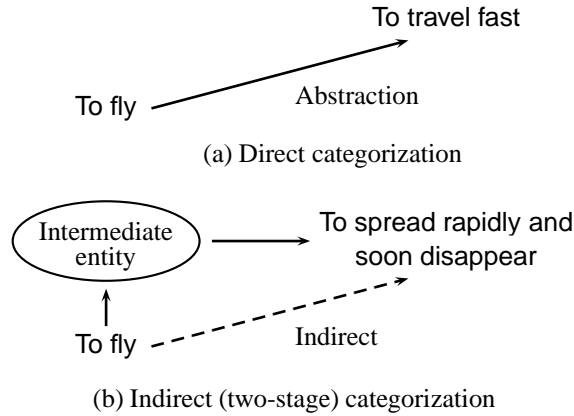 To travel fast
To fly
Abstraction
(a) Direct categorization
Intermediate
entity
To spread rapidly and
soon disappear
To fly
Indirect
(b) Indirect (two-stage) categorization